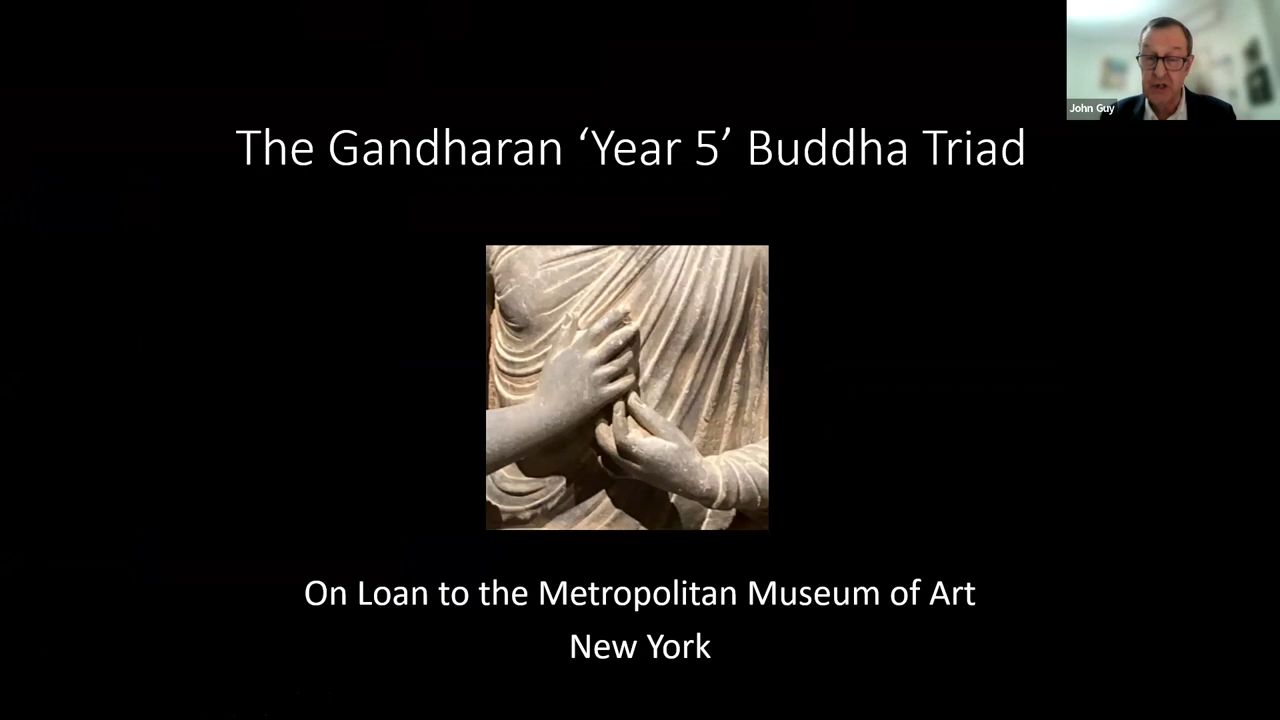 John Guy
The Gandharan ‘Year 5’ Buddha Triad
On Loan to the Metropolitan Museum of Art
New York